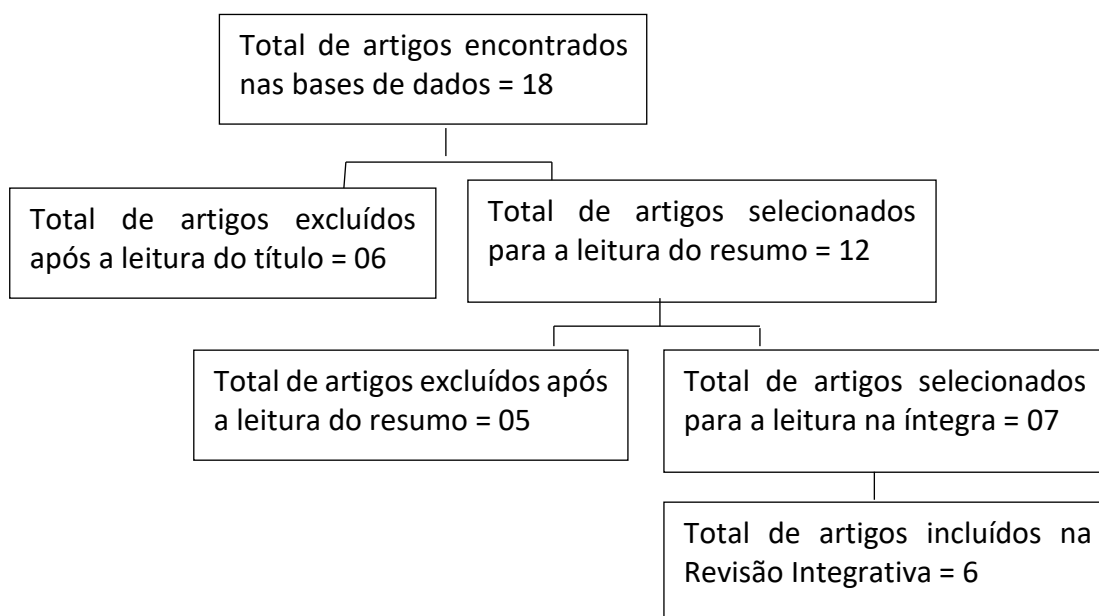 Total de artigos encontrados
nas bases de dados = 18
Total de artigos excluídos
após a leitura do título = 06
Total de artigos selecionados
para a leitura do resumo = 12
Total de artigos excluídos após
a leitura do resumo = 05
Total de artigos selecionados
para a leitura na íntegra = 07
Total de artigos incluídos na
Revisão Integrativa = 6